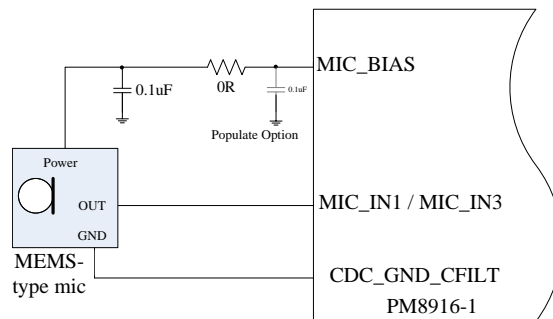 MIC_BIAS
0.1uF
0R
0.1uF
Populate Option
Power
OUT
MIC_IN1 / MIC_IN3
GND
MEMS-
type mic
CDC_GND_CFILT
PM8916-1